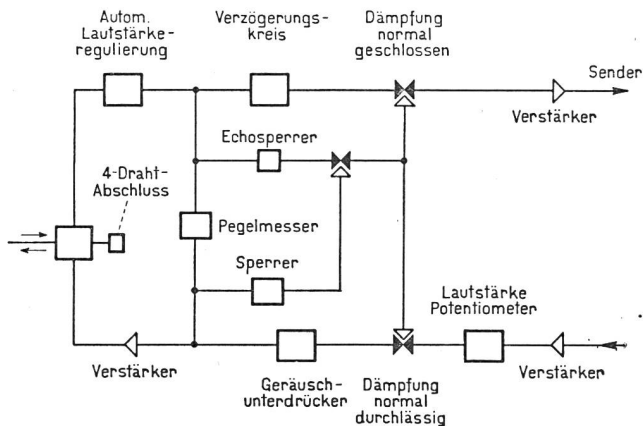 Autom.
Lautstärke-
regulierung
Verzögerungs-
kreis
Dämpfung
normal
geschlossen
Sender
Verstärker
Echosperrer
4-Draht-
Abschluss
Pegelmesser
Sperrer
Lautstärke
Potentiometer
Verstärker
Geräusch-
unterdrücker
Dämpfung
normal
durchlässig
Verstärker